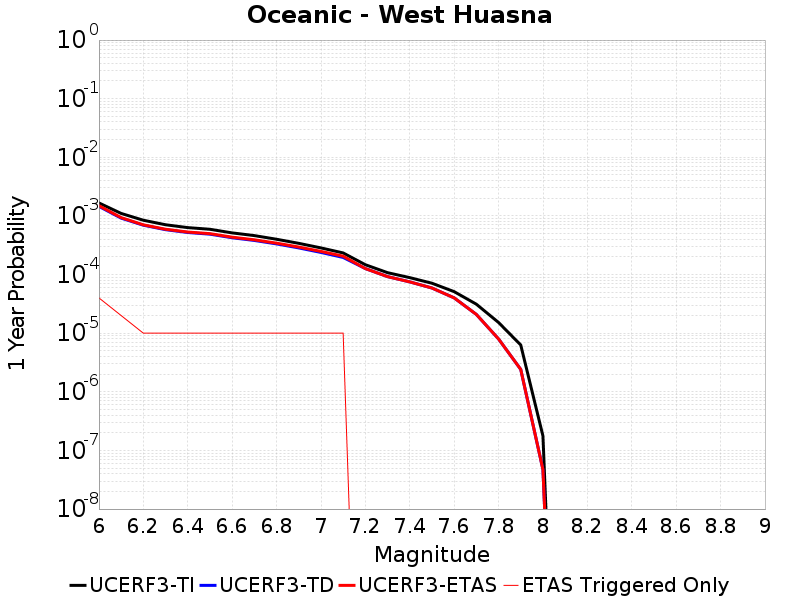 Oceanic - West Huasna
10^0
10^-1
10^-2
10^-3
10^-4
10^-5
10^-6
10^-7
10^-8
1 Year Probability
6 6.2 6.4 6.6 6.8 7 7.2 7.4 7.6 7.8 8 8.2 8.4 8.6 8.8 9
Magnitude
UCERF3-TI UCERF3-TD UCERF3-ETAS ETAS Triggered Only